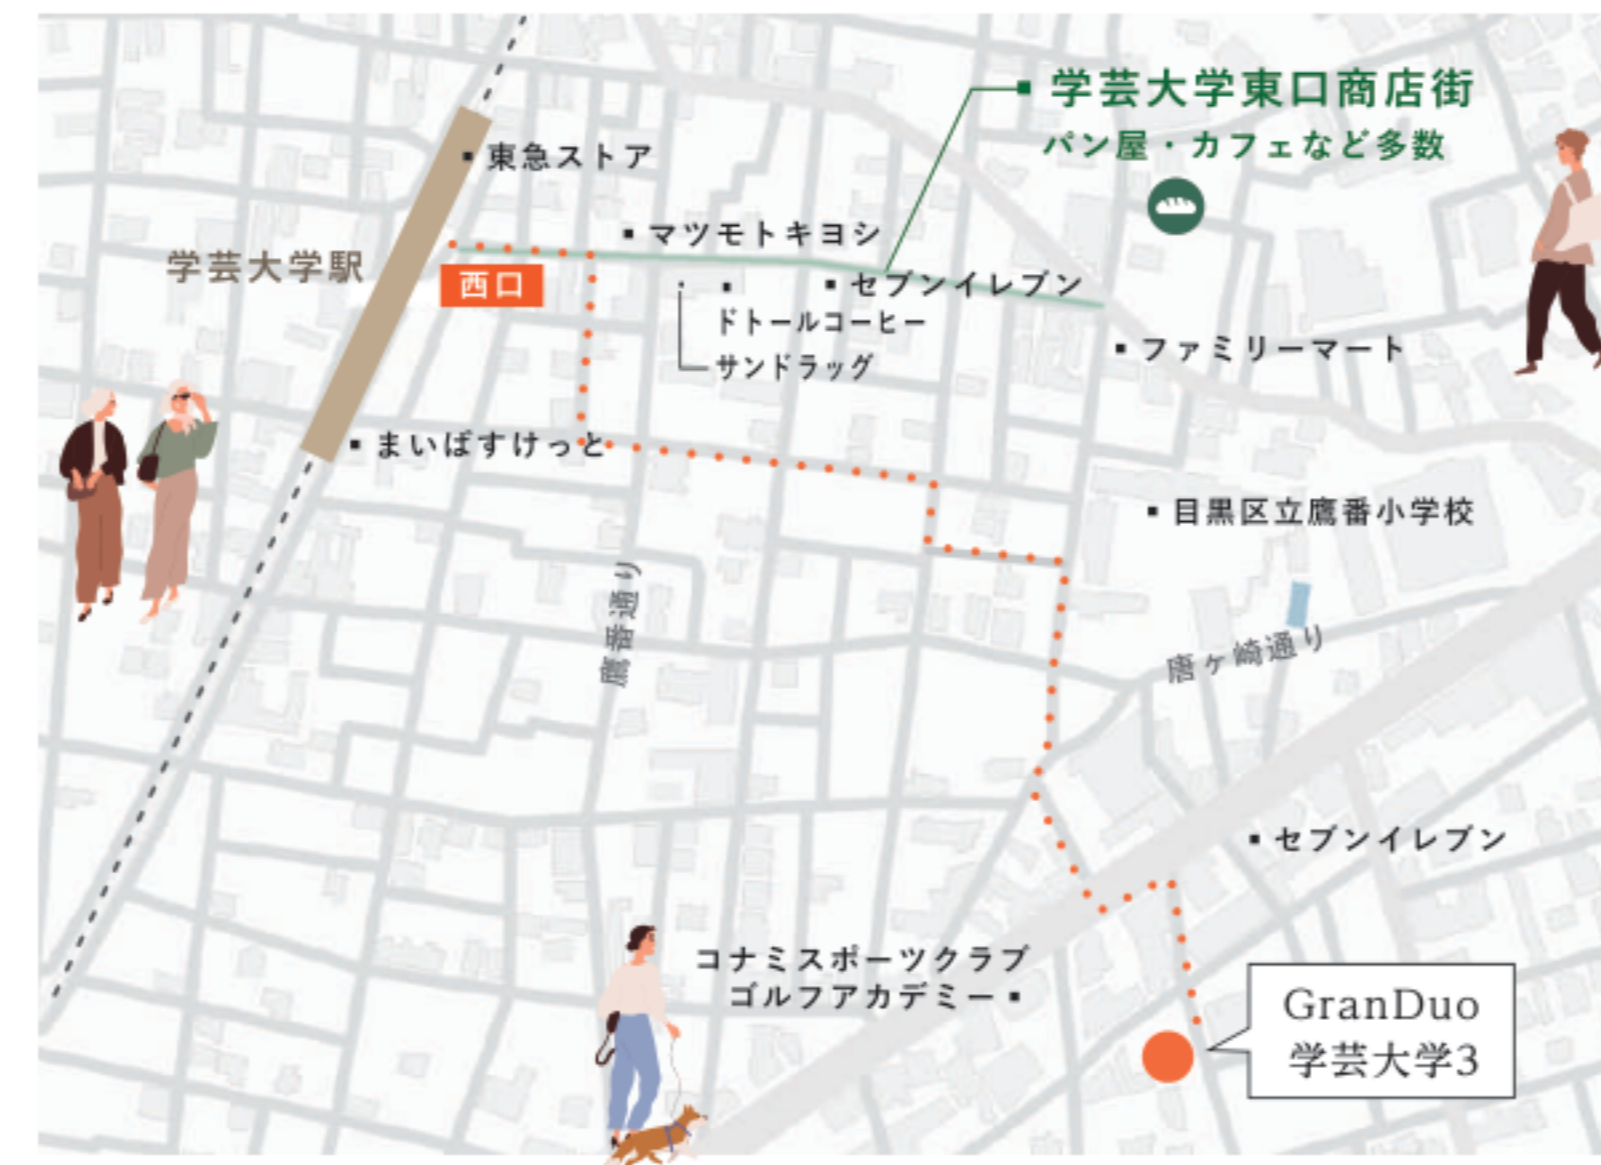 学芸大学東口商店街
パン屋・カフェなど多数
東急ストア
マツモトキヨシ
学芸大学駅
西口
セブンイレブン
ドトールコーヒー
サンドラッグ
ファミリーマート
まいばすけっと
目黒区立鷹番小学校
鷹番通り
唐ヶ崎通り
セブンイレブン
コナミスポーツクラブ
ゴルフアカデミー
GranDuo
学芸大学3